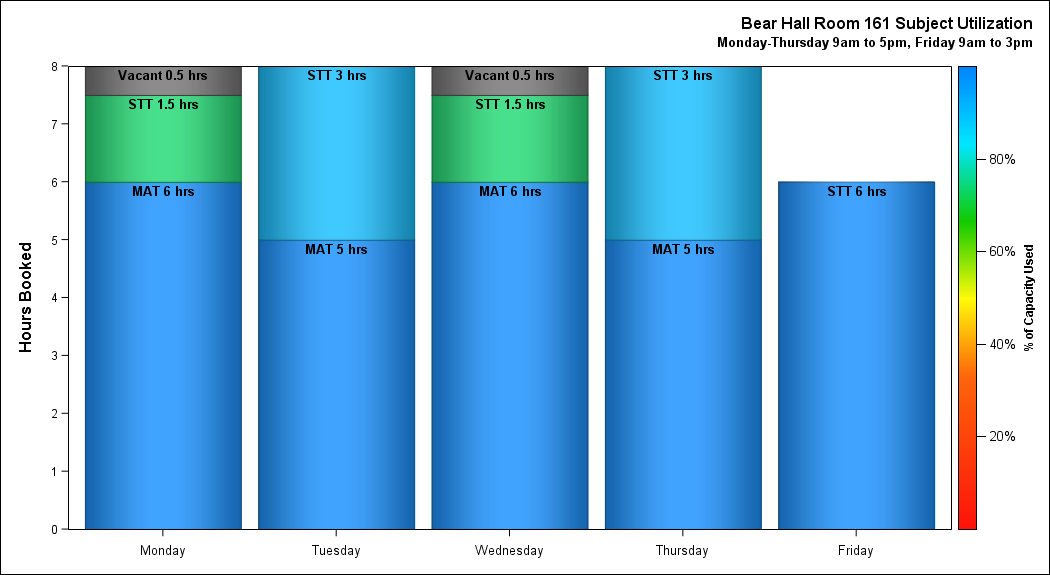 Bear Hall Room 161 Subject Utilization
Monday-Thursday 9am to 5pm, Friday 9am to 3pm
Hours Booked
8
7
6
5
4
3
2
1
0
Vacant 0.5 hrs
STT 1.5 hrs
MAT 6 hrs
STT 3 hrs
MAT 5 hrs
Vacant 0.5 hrs
STT 1.5 hrs
MAT 6 hrs
STT 3 hrs
MAT 5 hrs
STT 6 hrs
Monday
Tuesday
Wednesday
Thursday
Friday
80%
60%
40%
20%
% of Capacity Used